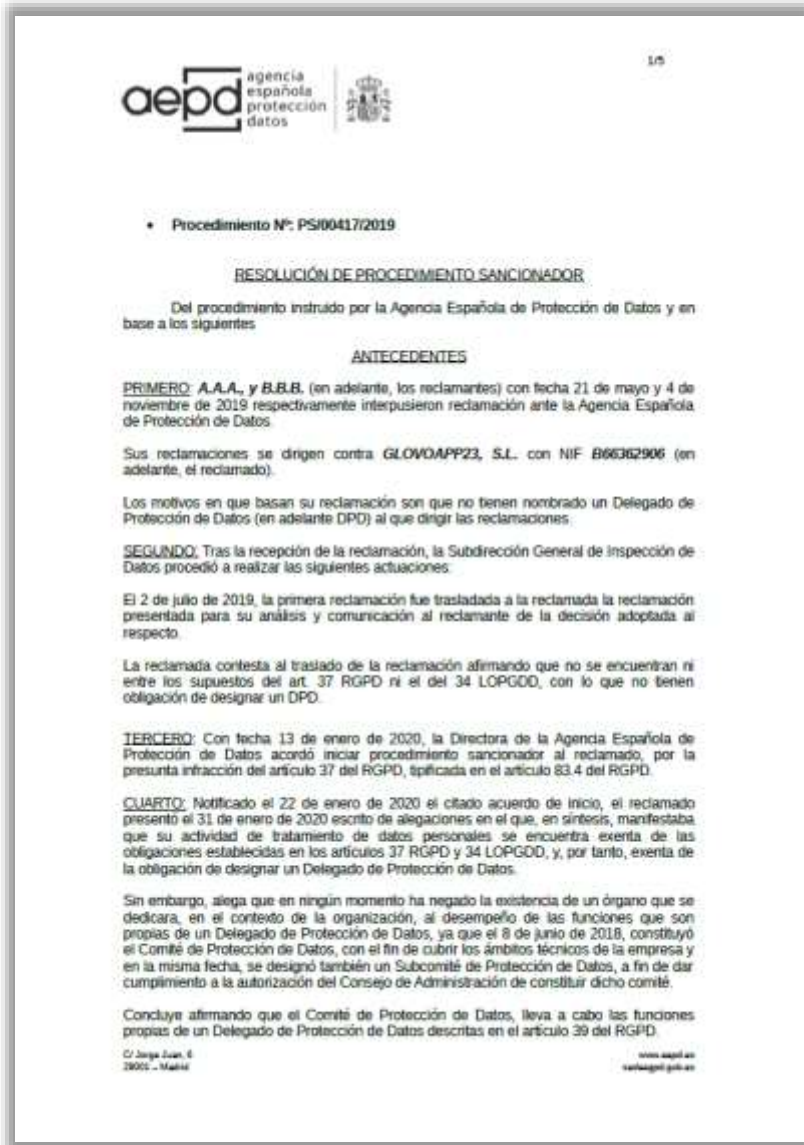 1/5
aepd
agencia
española
protección
datos
• Procedimiento Nº: PS/00417/2019
RESOLUCIÓN DE PROCEDIMIENTO SANCIONADOR
Del procedimiento instruido por la Agencia Española de Protección de Datos y en
base a los siguientes
ANTECEDENTES
PRIMERO: A.A.A., y B.B.B. (en adelante, los reclamantes) con fecha 21 de mayo y 4 de
noviembre de 2019 respectivamente interpusieron reclamación ante la Agencia Española
de Protección de Datos.
Sus reclamaciones se dirigen contra GLOVOAPP23, S.L. con NIF B66362906 (en
adelante, el reclamado).
Los motivos en que basan su reclamación son que no tienen nombrado un Delegado de
Protección de Datos (en adelante DPD) al que dirigir las reclamaciones.
SEGUNDO: Tras la recepción de la reclamación, la Subdirección General de Inspección de
Datos procedió a realizar las siguientes actuaciones:
El 2 de julio de 2019, la primera reclamación fue trasladada a la reclamada la reclamación
presentada para su análisis y comunicación al reclamante de la decisión adoptada al
respecto.
La reclamada contesta al traslado de la reclamación afirmando que no se encuentran ni
entre los supuestos del art. 37 RGPD ni el del 34 LOPGDD, con lo que no tienen
obligación de designar un DPD.
TERCERO: Con fecha 13 de enero de 2020, la Directora de la Agencia Española de
Protección de Datos acordó iniciar procedimiento sancionador al reclamado, por la
presunta infracción del artículo 37 del RGPD, tipificada en el artículo 83.4 del RGPD.
CUARTO: Notificado el 22 de enero de 2020 el citado acuerdo de inicio, el reclamado
presentó el 31 de enero de 2020 escrito de alegaciones en el que, en síntesis, manifestaba
que su actividad de tratamiento de datos personales se encuentra exenta de las
obligaciones establecidas en los artículos 37 RGPD y 34 LOPGDD, y, por tanto, exenta de
la obligación de designar un Delegado de Protección de Datos.
Sin embargo, alega que en ningún momento ha negado la existencia de un órgano que se
dedicara, en el contexto de la organización, al desempeño de las funciones que son
propias de un Delegado de Protección de Datos, ya que el 8 de junio de 2018, constituyó
el Comité de Protección de Datos, con el fin de cubrir los ámbitos técnicos de la empresa y
en la misma fecha, se designó también un Subcomité de Protección de Datos, a fin de dar
cumplimiento a la autorización del Consejo de Administración de constituir dicho comité.
Concluye afirmando que el Comité de Protección de Datos, lleva a cabo las funciones
propias de un Delegado de Protección de Datos descritas en el artículo 39 del RGPD.
C/ Jorge Juan, 6
28001 – Madrid
www.aepd.es
sedeagpd.gob.es